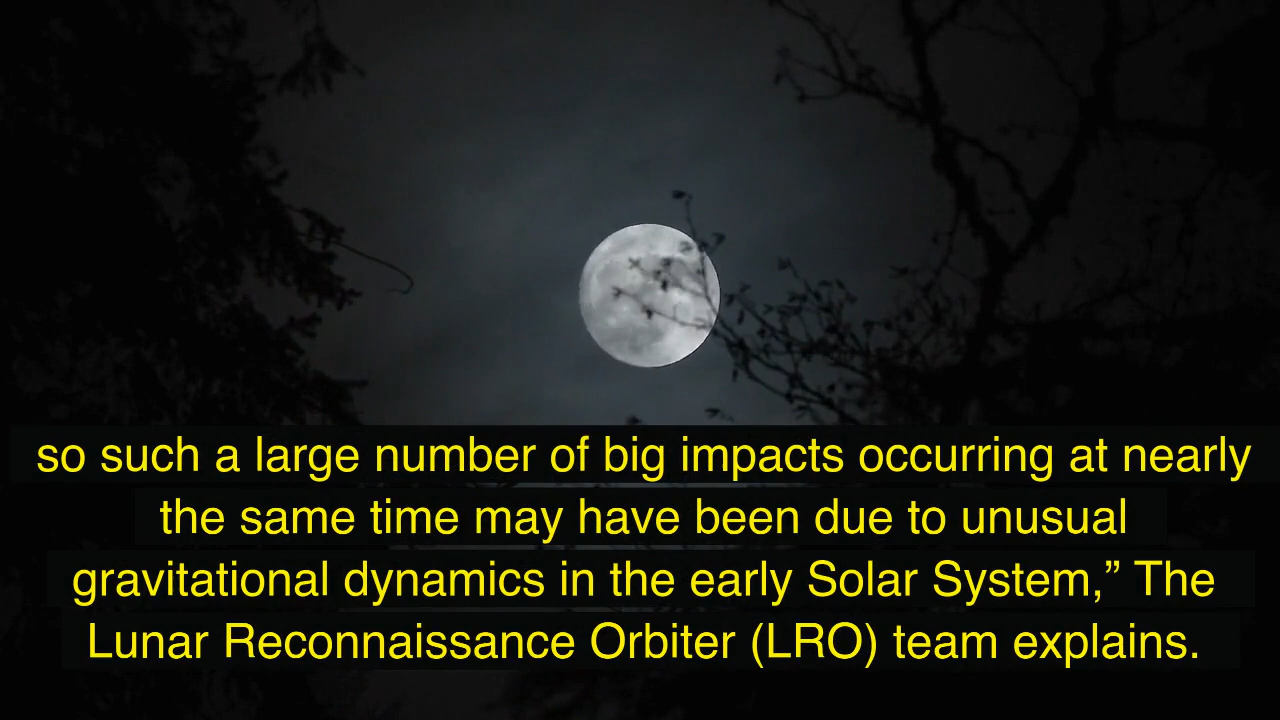 so such a large number of big impacts occurring at nearly
the same time may have been due to unusual
gravitational dynamics in the early Solar System,” The
Lunar Reconnaissance Orbiter (LRO) team explains.